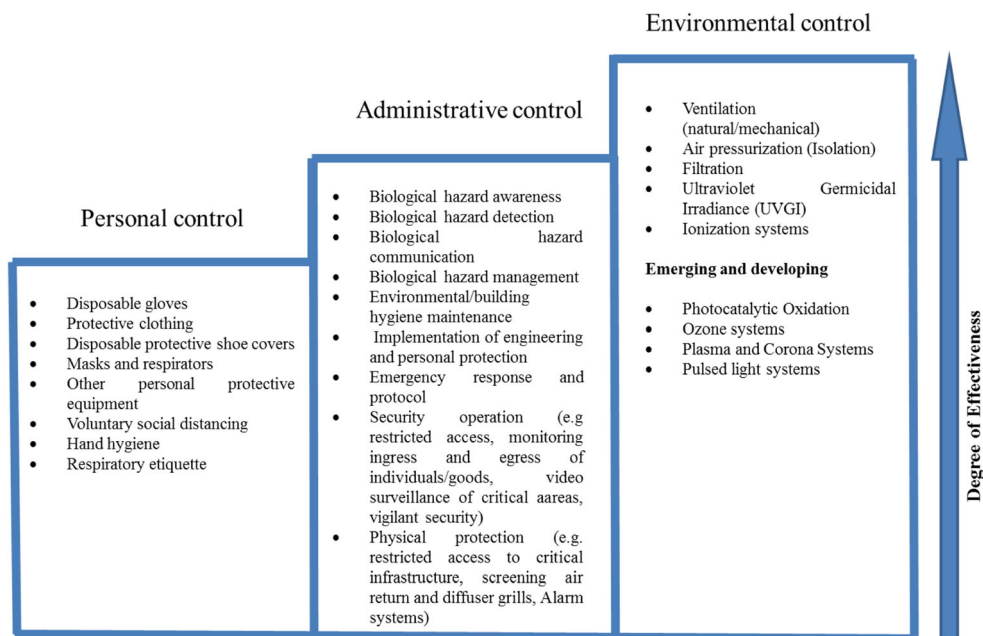 Environmental control
Administrative control
Personal control
• Disposable gloves
• Protective clothing
• Disposable protective shoe covers
• Masks and respirators
• Other personal protective
equipment
• Voluntary social distancing
• Hand hygiene
• Respiratory etiquette
• Biological hazard awareness
• Biological hazard detection
• Biological hazard
communication
• Biological hazard management
• Environmental/building
hygiene maintenance
• Implementation of engineering
and personal protection
• Emergency response and
protocol
• Security operation (e.g
restricted access, monitoring
ingress and egress of
individuals/goods, video
surveillance of critical aareas,
vigilant security)
• Physical protection (e.g.
restricted access to critical
infrastructure, screening air
return and diffuser grills, Alarm
systems)
• Ventilation
(natural/mechanical)
• Air pressurization (Isolation)
• Filtration
• Ultraviolet Germicidal
Irradiance (UVGI)
• Ionization systems
Emerging and developing
• Photocatalytic Oxidation
• Ozone systems
• Plasma and Corona Systems
• Pulsed light systems
Degree of Effectiveness